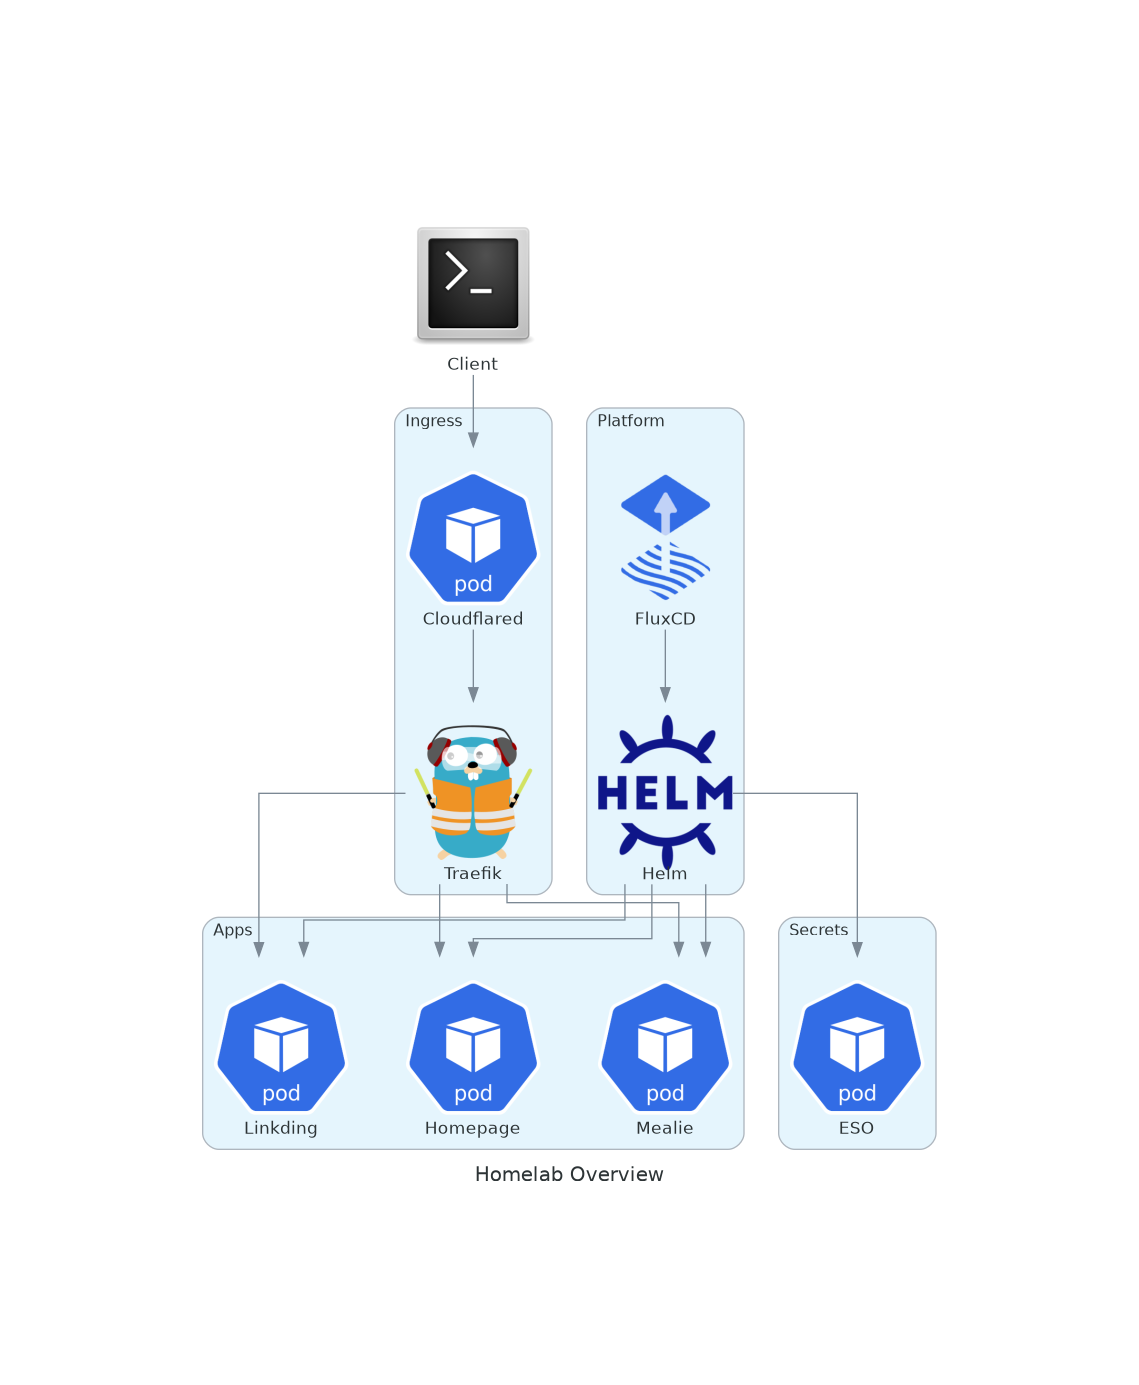 >_
Client
Ingress
Platform
pod
Cloudflared
FluxCD
HELM
Traefik
Helm
Apps
Secrets
pod
pod
pod
pod
Linkding
Homepage
Mealie
ESO
Homelab Overview